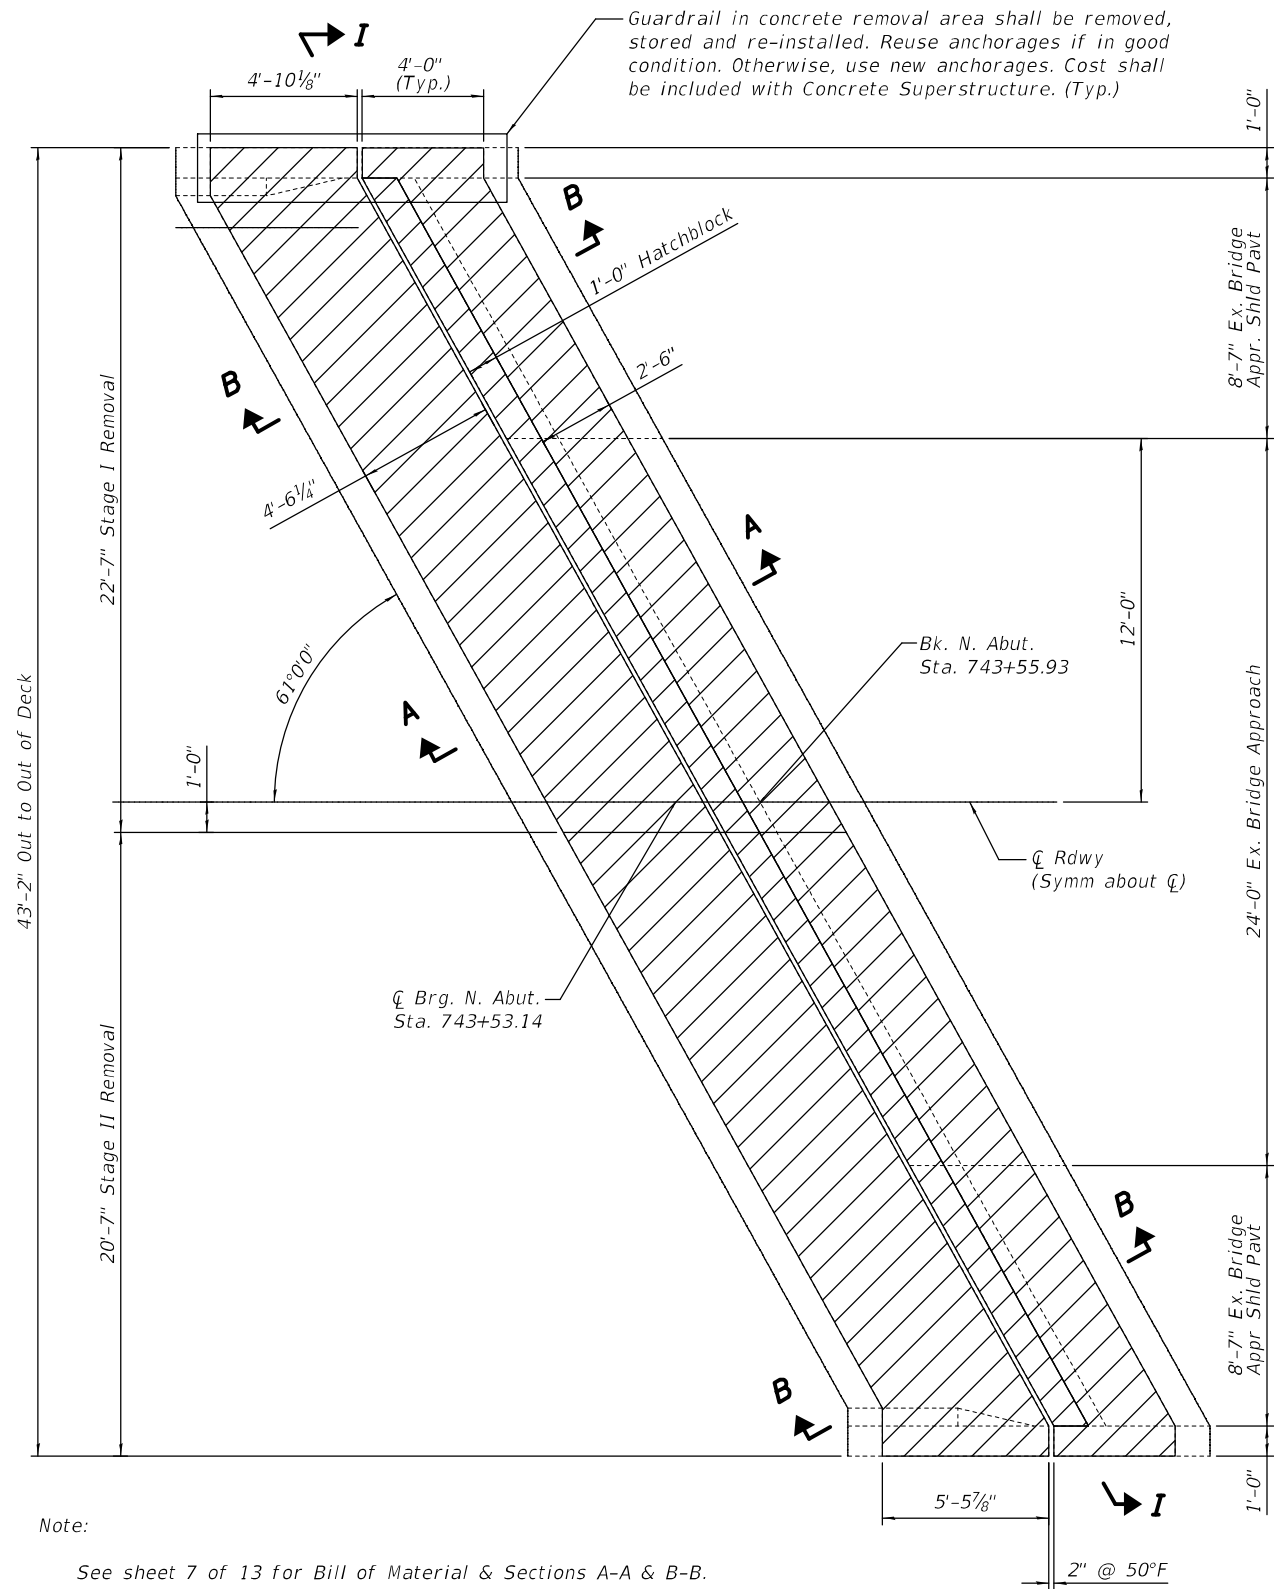 Guardrail in concrete removal area shall be removed,
stored and re-installed. Reuse anchorages if in good
condition. Otherwise, use new anchorages. Cost shall
be included with Concrete Superstructure. (Typ.)
I
4'-10⅛"
4'-0"
(Typ.)
1'-0"
B
1'-0" Hatchblock
8'-7" Ex. Bridge
Appr. Shld Pavt
2'-6"
B
22'-7" Stage I Removal
4'-6¼"
A
12'-0"
61°0'0"
Bk. N. Abut.
Sta. 743+55.93
A
1'-0"
43'-2" Out to Out of Deck
24'-0" Ex. Bridge Approach
℄ Rdwy
(Symm about ℄)
℄ Brg. N. Abut.
Sta. 743+53.14
20'-7" Stage II Removal
B
8'-7" Ex. Bridge
Appr Shld Pavt
B
5'-5⅞"
I
1'-0"
2" @ 50°F
Note:
See sheet 7 of 13 for Bill of Material & Sections A-A & B-B.